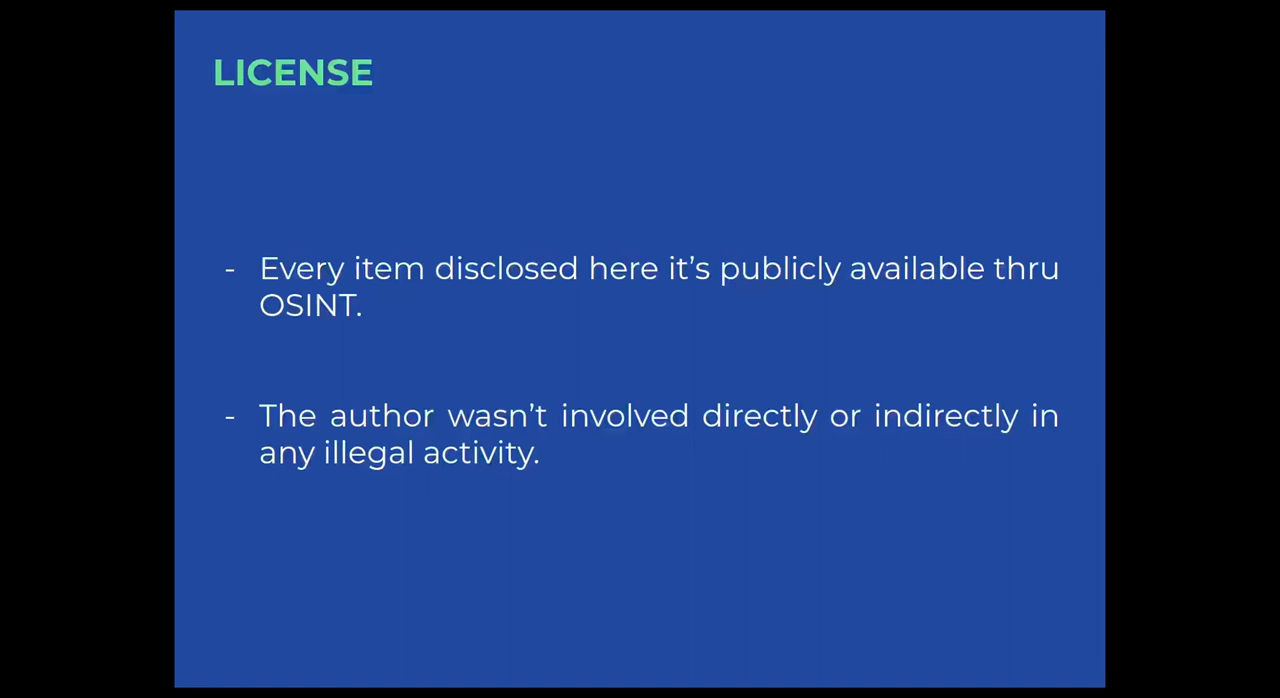 LICENSE
- Every item disclosed here it’s publicly available thru
OSINT.
- The author wasn’t involved directly or indirectly in
any illegal activity.